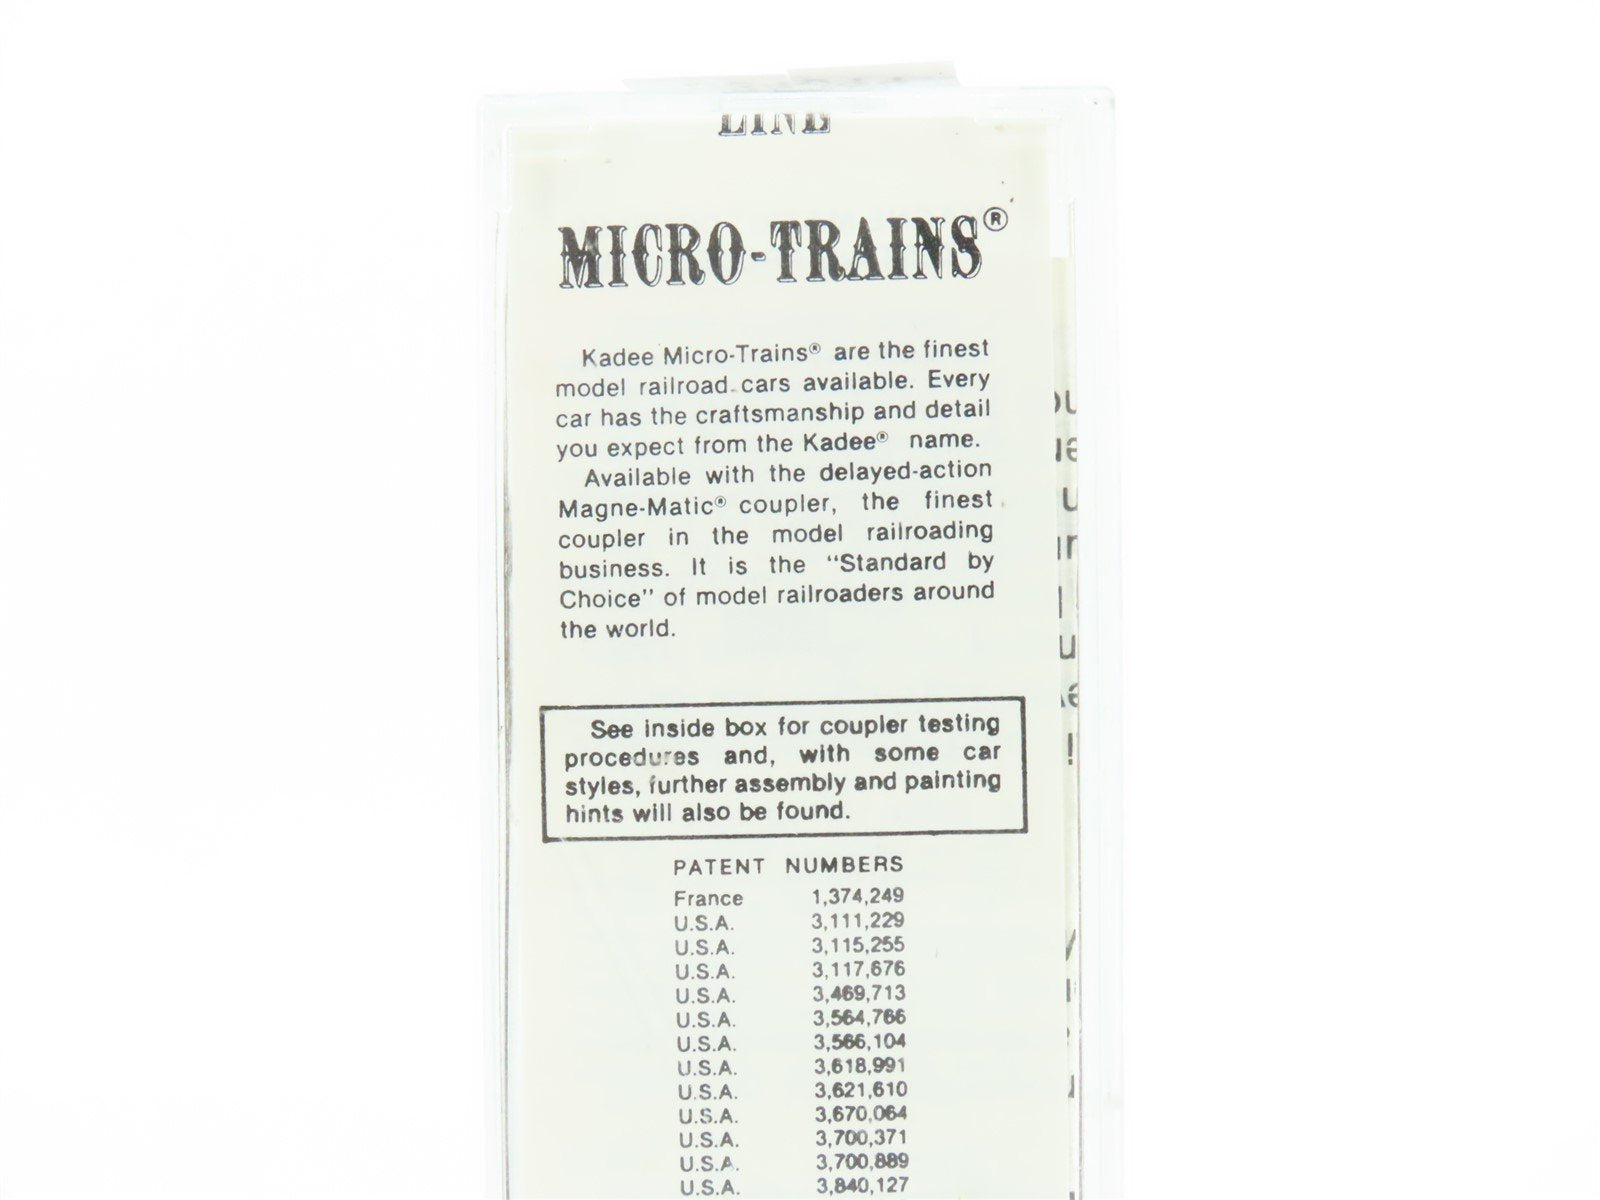 LINE
MICRO-TRAINS®
Kadee Micro-Trains® are the finest
model railroad cars available. Every
car has the craftsmanship and detail
you expect from the Kadee® name.
Available with the delayed-action
Magne-Matic® coupler, the finest
coupler in the model railroading
business. It is the "Standard by
Choice" of model railroaders around
the world.
See inside box for coupler testing
procedures and, with some car
styles, further assembly and painting
hints will also be found.
PATENT NUMBERS
France 1,374,249
U.S.A. 3,111,229
U.S.A. 3,115,255
U.S.A. 3,117,676
U.S.A. 3,469,713
U.S.A. 3,564,766
U.S.A. 3,566,104
U.S.A. 3,618,991
U.S.A. 3,621,610
U.S.A. 3,670,064
U.S.A. 3,700,371
U.S.A. 3,700,889
U.S.A. 3,840,127